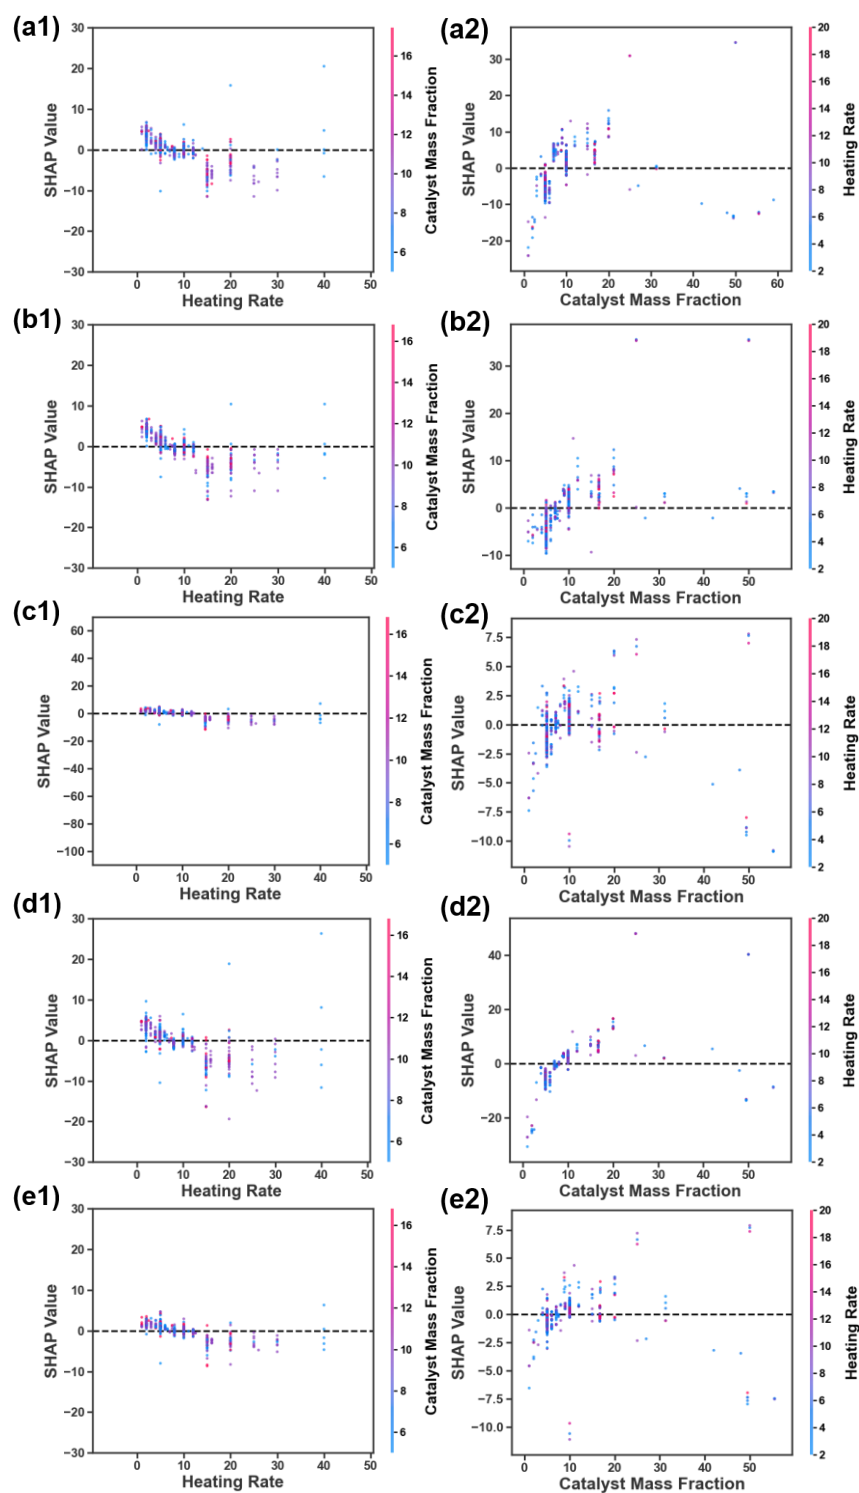 (a1)
SHAP Value
30
20
10
0
−10
−20
−30
0 10 20 30 40 50
Heating Rate
16
14
12
10
8
6
Catalyst Mass Fraction
(a2)
SHAP Value
30
20
10
0
−10
−20
0 10 20 30 40 50 60
Catalyst Mass Fraction
20
18
16
14
12
10
8
6
4
2
Heating Rate
(b1)
SHAP Value
30
20
10
0
−10
−20
−30
0 10 20 30 40 50
Heating Rate
16
14
12
10
8
6
Catalyst Mass Fraction
(b2)
SHAP Value
30
20
10
0
−10
0 10 20 30 40 50
Catalyst Mass Fraction
20
18
16
14
12
10
8
6
4
2
Heating Rate
(c1)
SHAP Value
60
40
20
0
−20
−40
−60
−80
−100
0 10 20 30 40 50
Heating Rate
16
14
12
10
8
6
Catalyst Mass Fraction
(c2)
SHAP Value
7.5
5.0
2.5
0.0
−2.5
−5.0
−7.5
−10.0
0 10 20 30 40 50
Catalyst Mass Fraction
20
18
16
14
12
10
8
6
4
2
Heating Rate
(d1)
SHAP Value
30
20
10
0
−10
−20
−30
0 10 20 30 40 50
Heating Rate
16
14
12
10
8
6
Catalyst Mass Fraction
(d2)
SHAP Value
40
20
0
−20
0 10 20 30 40 50
Catalyst Mass Fraction
20
18
16
14
12
10
8
6
4
2
Heating Rate
(e1)
SHAP Value
30
20
10
0
−10
−20
−30
0 10 20 30 40 50
Heating Rate
16
14
12
10
8
6
Catalyst Mass Fraction
(e2)
SHAP Value
7.5
5.0
2.5
0.0
−2.5
−5.0
−7.5
−10.0
0 10 20 30 40 50
Catalyst Mass Fraction
20
18
16
14
12
10
8
6
4
2
Heating Rate